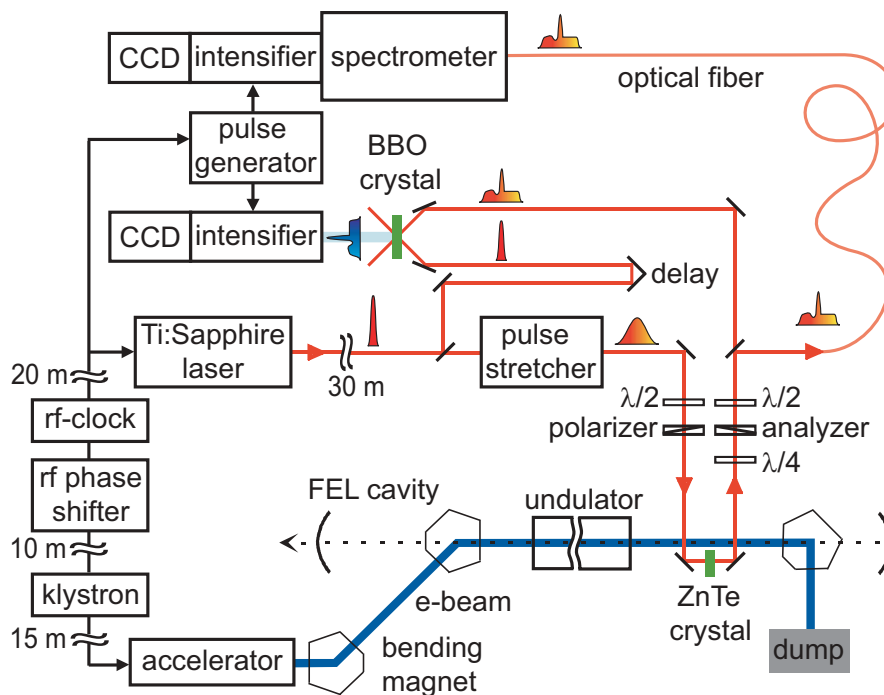 CCD
intensifier
spectrometer
optical fiber
pulse
generator
BBO
crystal
CCD
intensifier
delay
Ti:Sapphire
laser
pulse
stretcher
20 m
30 m
rf-clock
λ/2
λ/2
polarizer
analyzer
λ/4
rf phase
shifter
FEL cavity
undulator
10 m
klystron
e-beam
ZnTe
crystal
15 m
accelerator
bending
magnet
dump